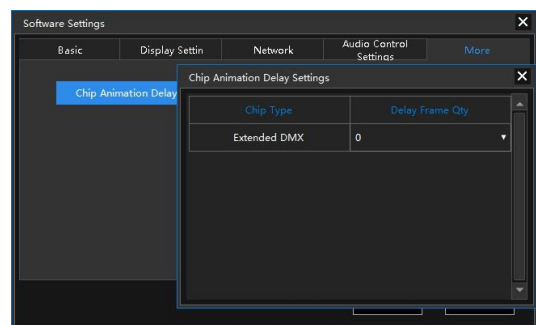 Software Settings
Basic
Display Settin
Network
Audio Control
Settings
More
Chip Animation Delay
Chip Animation Delay Settings
Chip Type
Delay Frame Qty
Extended DMX
0